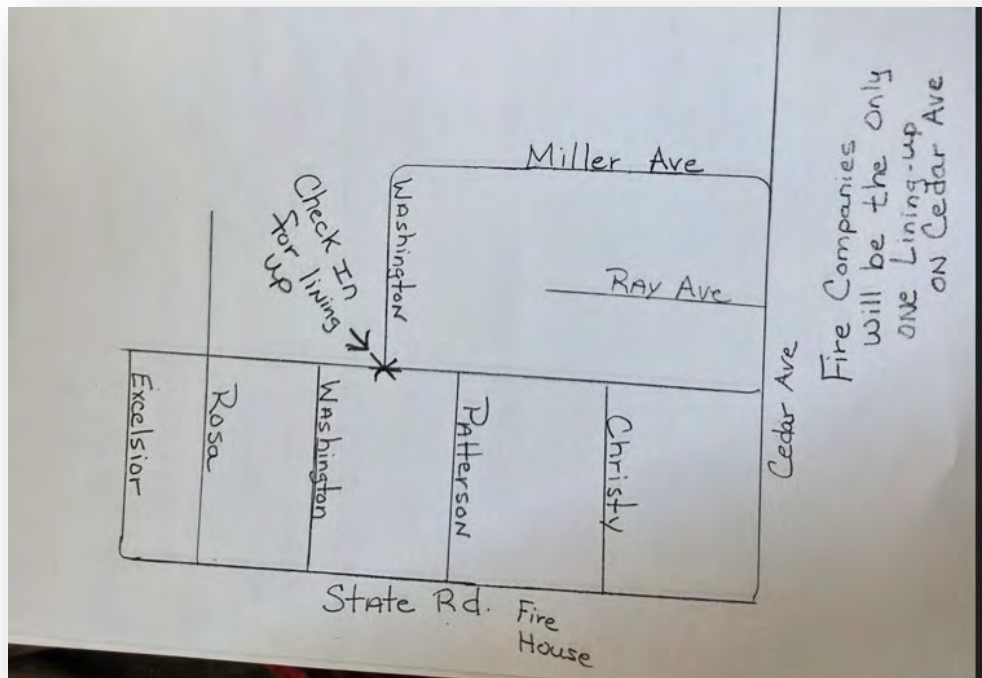 Miller Ave
Washington
Check In
for lining
up
Ray Ave
Fire Companies
will be the only
one Lining-up
on Cedar Ave
Cedar Ave
Excelsior
Rosa
Washington
Patterson
Christy
State Rd.
Fire
House